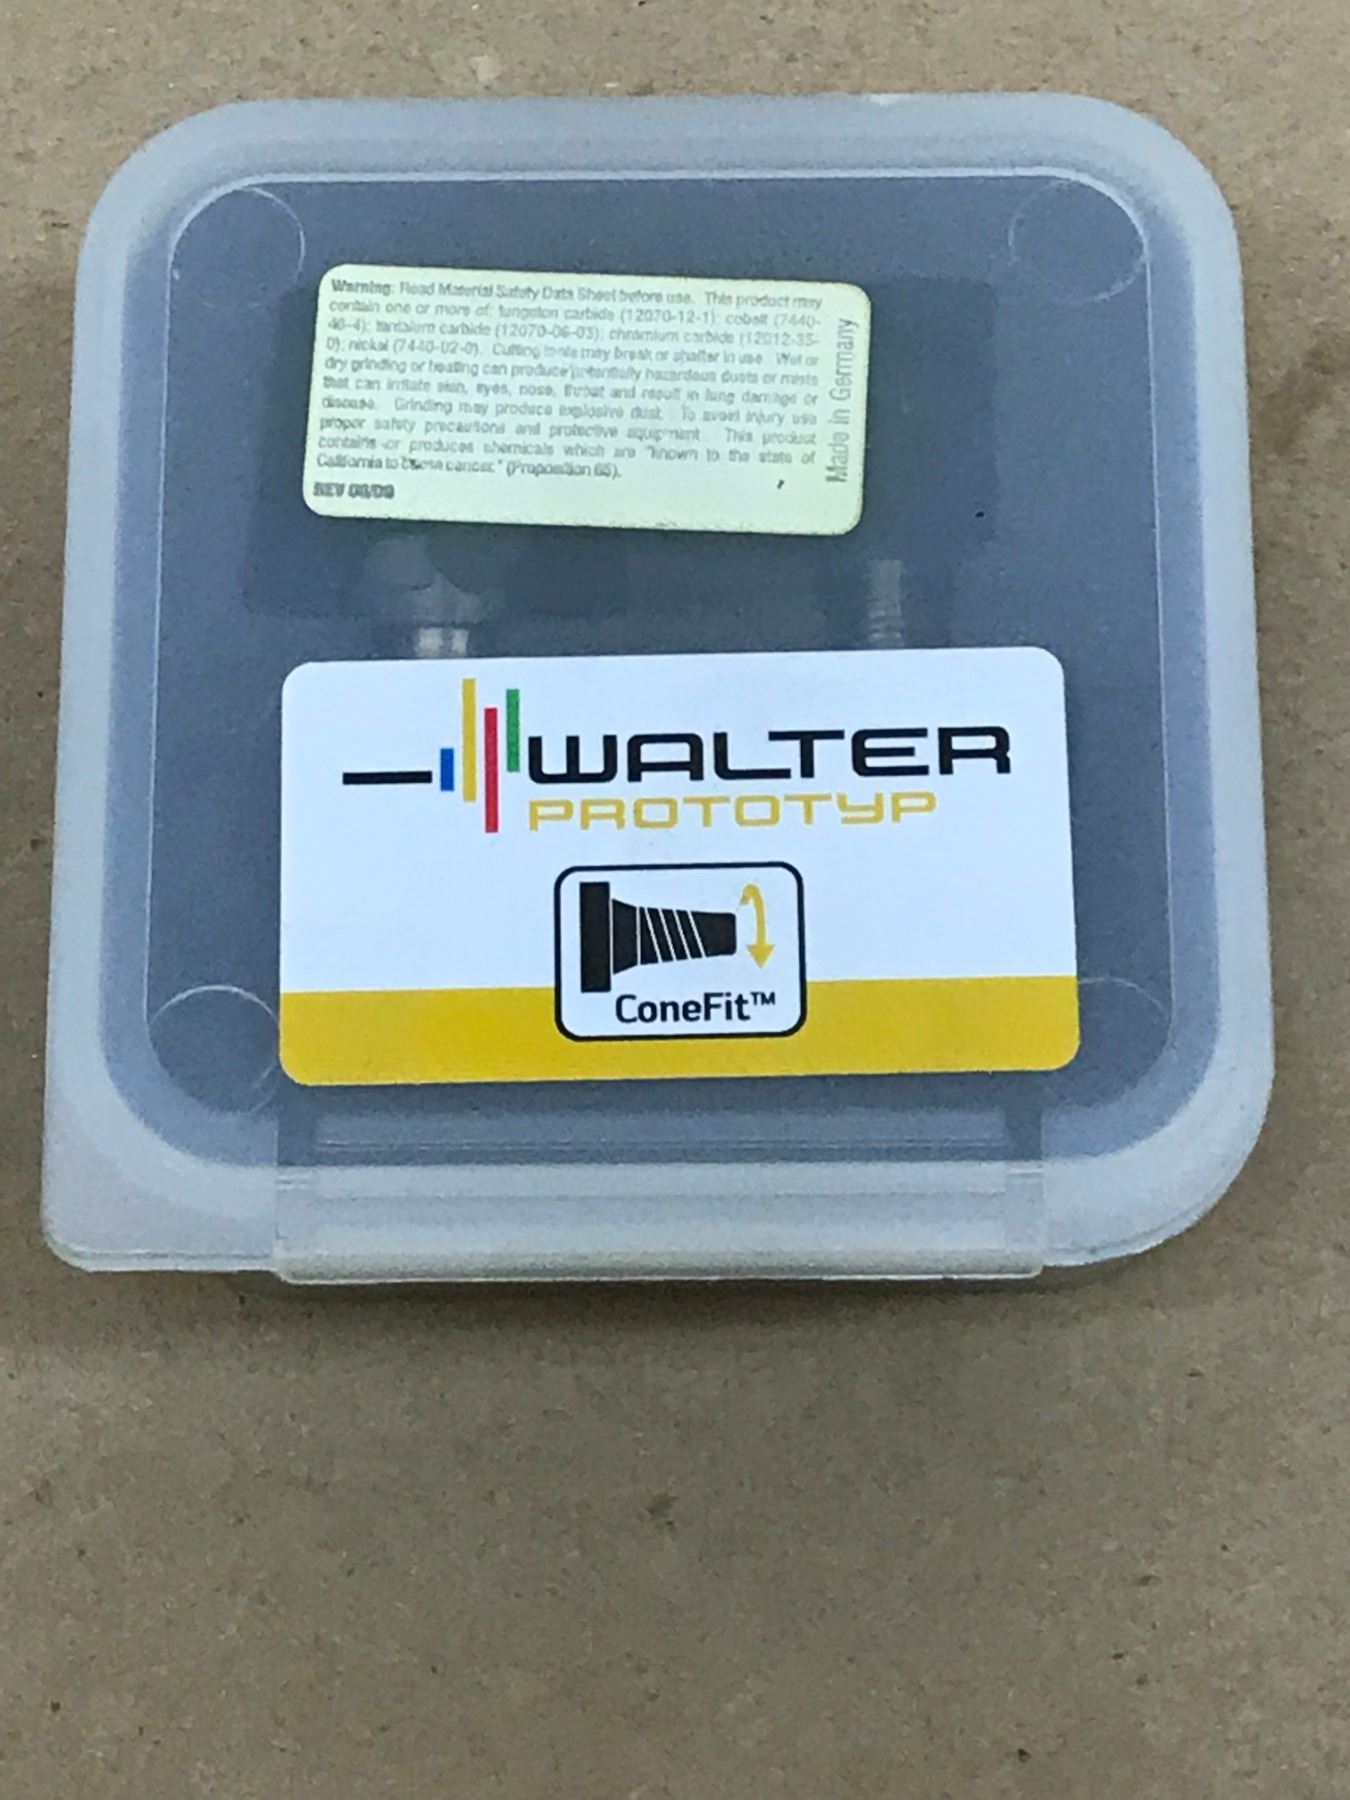 Warning: Read Material Safety Data Sheet before use. This product may
contain one or more of: tungsten carbide (12070-12-1); cobalt (7440-
48-4); tantalum carbide (12070-06-03); chromium carbide (12012-35-
0); nickel (7440-02-0). Cutting tools may break or shatter in use. Wet or
dry grinding or heating can produce potentially hazardous dusts or mists
that can irritate skin, eyes, nose, throat and result in lung damage or
disease. Grinding may produce explosive dust. To avoid injury use
proper safety precautions and protective equipment. This product
contains or produces chemicals which are "known to the state of
California to cause cancer." (Proposition 65).
REV
Made in Germany
WALTER
PROTOTYP
ConeFit™